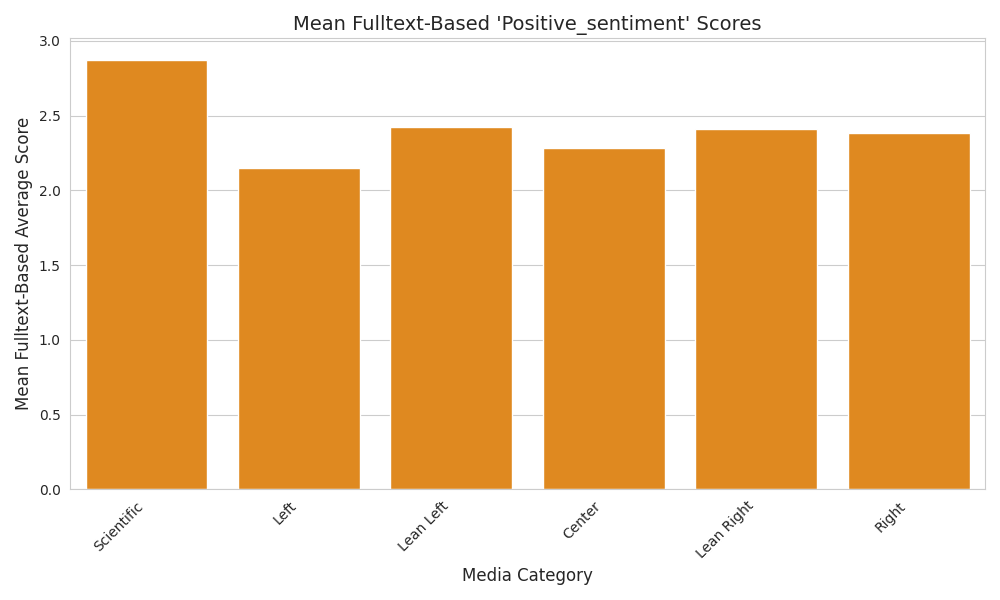 Mean Fulltext-Based 'Positive_sentiment' Scores
Mean Fulltext-Based Average Score
3.0
2.5
2.0
1.5
1.0
0.5
0.0
Scientific
Left
Lean Left
Center
Lean Right
Right
Media Category